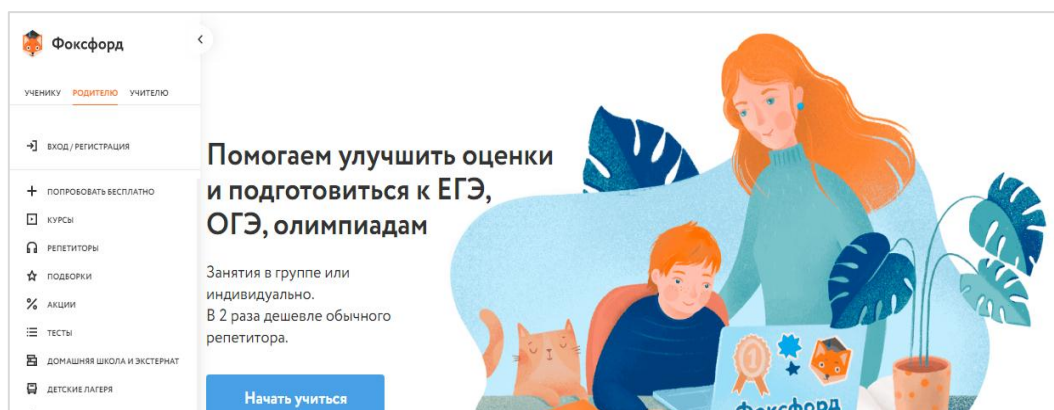 Фоксфорд
УЧЕНИКУ РОДИТЕЛЮ УЧИТЕЛЮ
ВХОД / РЕГИСТРАЦИЯ
ПОПРОБОВАТЬ БЕСПЛАТНО
КУРСЫ
РЕПЕТИТОРЫ
ПОДБОРКИ
АКЦИИ
ТЕСТЫ
ДОМАШНЯЯ ШКОЛА И ЭКСТЕРНАТ
ДЕТСКИЕ ЛАГЕРЯ
Помогаем улучшить оценки
и подготовиться к ЕГЭ,
ОГЭ, олимпиадам
Занятия в группе или
индивидуально.
В 2 раза дешевле обычного
репетитора.
Начать учиться
1
Фоксфорд